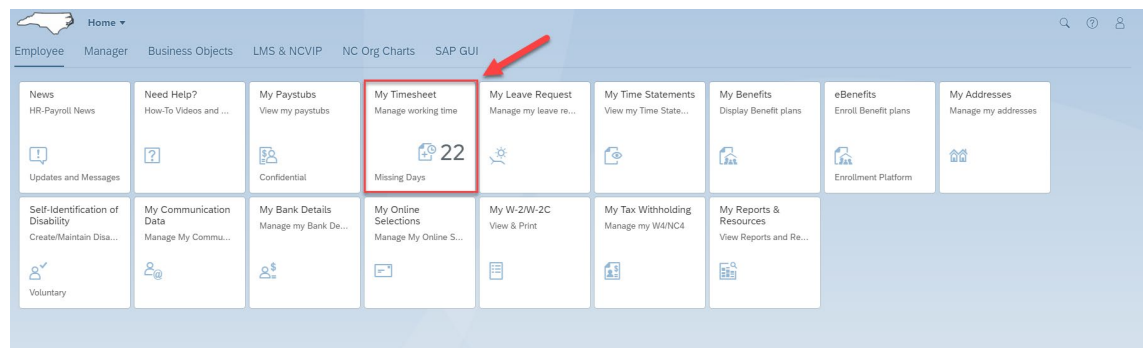 Home
Employee Manager Business Objects LMS & NCVIP NC Org Charts SAP GUI
News
HR-Payroll News
Updates and Messages
Need Help?
How-To Videos and ...
My Paystubs
View my paystubs
Confidential
My Timesheet
Manage working time
22
Missing Days
My Leave Request
Manage my leave re...
My Time Statements
View my Time State...
My Benefits
Display Benefit plans
eBenefits
Enroll Benefit plans
Enrollment Platform
My Addresses
Manage my addresses
Self-Identification of
Disability
Create/Maintain Disa...
Voluntary
My Communication
Data
Manage My Commu...
My Bank Details
Manage my Bank De...
My Online
Selections
Manage My Online S...
My W-2/W-2C
View & Print
My Tax Withholding
Manage my W4/NC4
My Reports &
Resources
View Reports and Re...